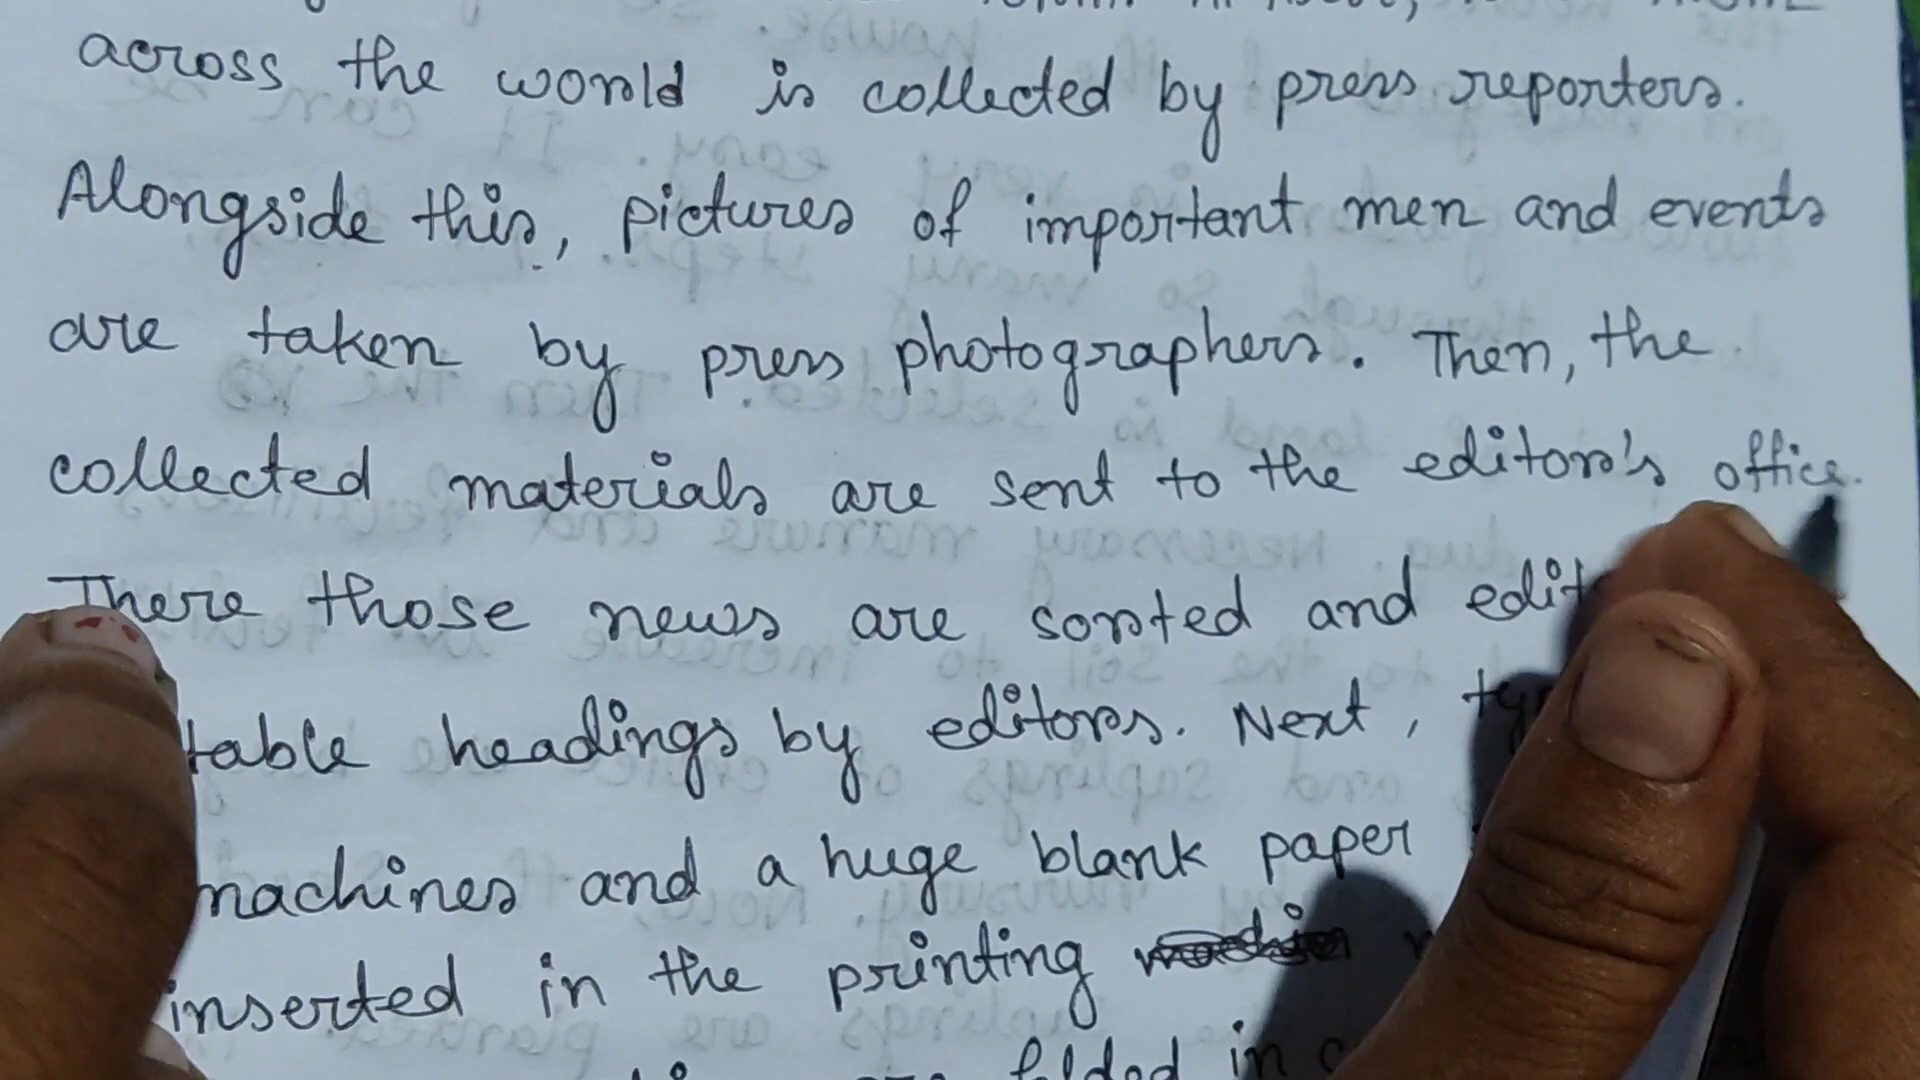 across the world is collected by press reporters.
Alongside this, pictures of important men and events
are taken by press photographers. Then, the
collected materials are sent to the editor's office.
There those news are sorted and
table headings by editors. Next,
machines and a huge blank paper
inserted in the printing
folded in